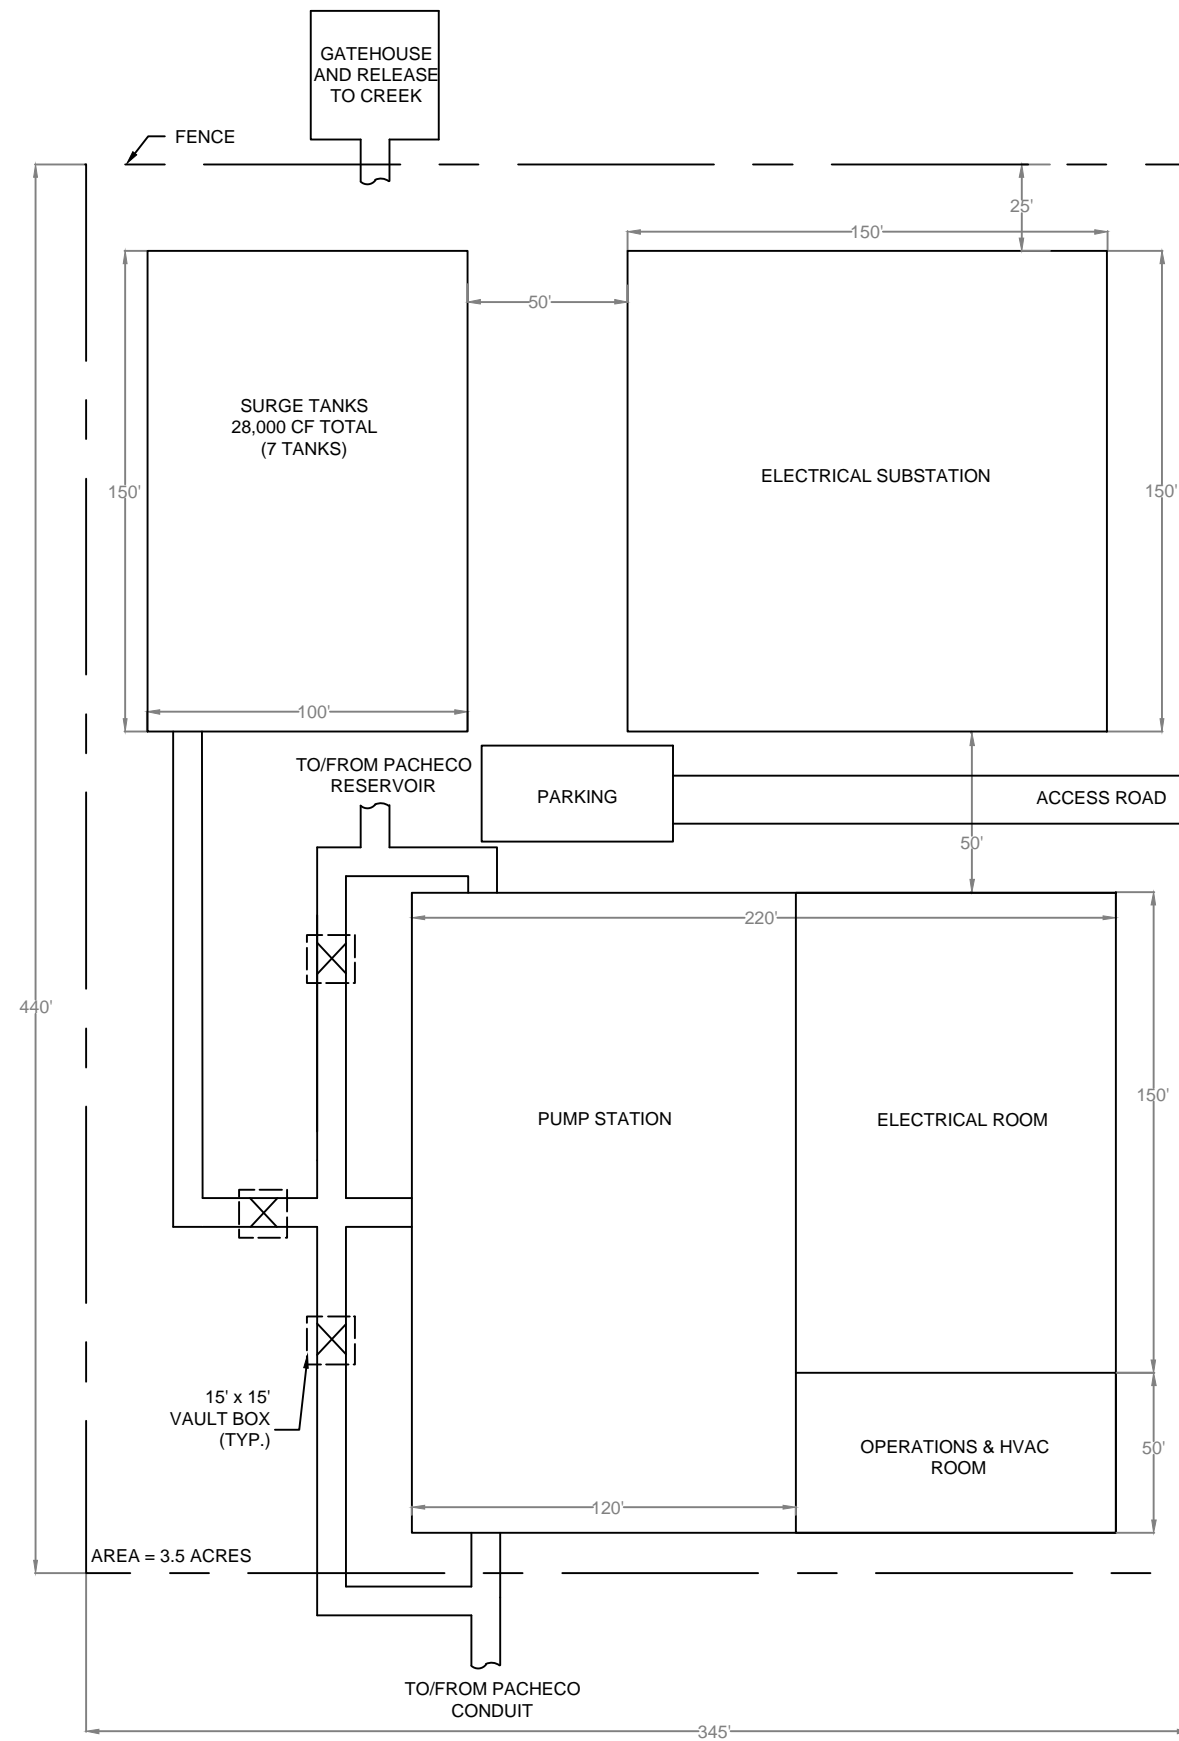 GATEHOUSE
AND RELEASE
TO CREEK
FENCE
25'
150'
50'
SURGE TANKS
28,000 CF TOTAL
(7 TANKS)
ELECTRICAL SUBSTATION
150'
150'
100'
TO/FROM PACHECO
RESERVOIR
PARKING
ACCESS ROAD
50'
220'
440'
150'
PUMP STATION
ELECTRICAL ROOM
15' x 15'
VAULT BOX
(TYP.)
OPERATIONS & HVAC
ROOM
50'
120'
AREA = 3.5 ACRES
TO/FROM PACHECO
CONDUIT
345'